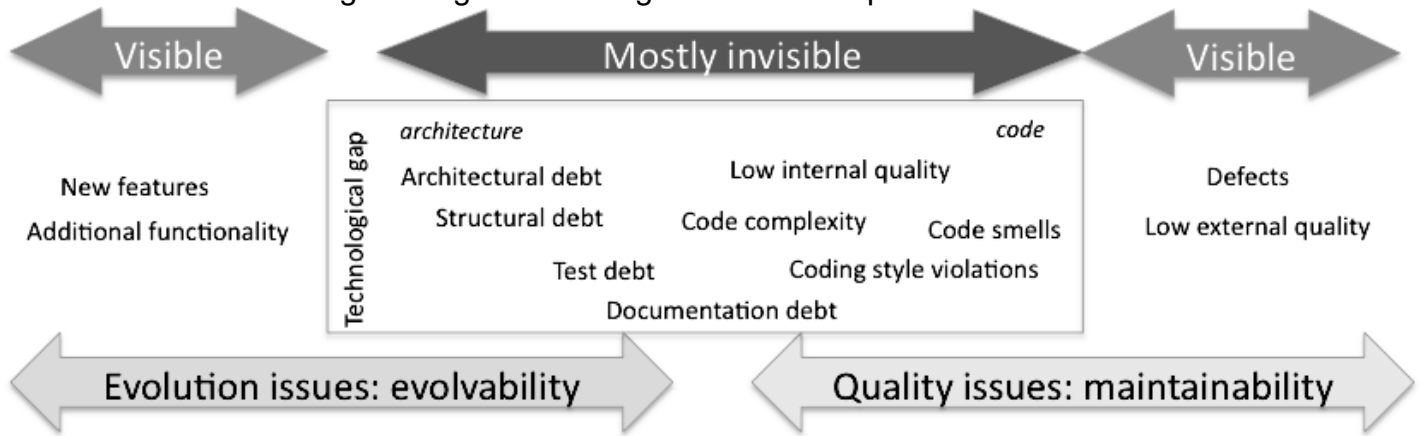 Visible
Mostly invisible
Visible
New features
Additional functionality
Technological gap
architecture
code
Architectural debt
Low internal quality
Structural debt
Code complexity
Code smells
Test debt
Coding style violations
Documentation debt
Defects
Low external quality
Evolution issues: evolvability
Quality issues: maintainability